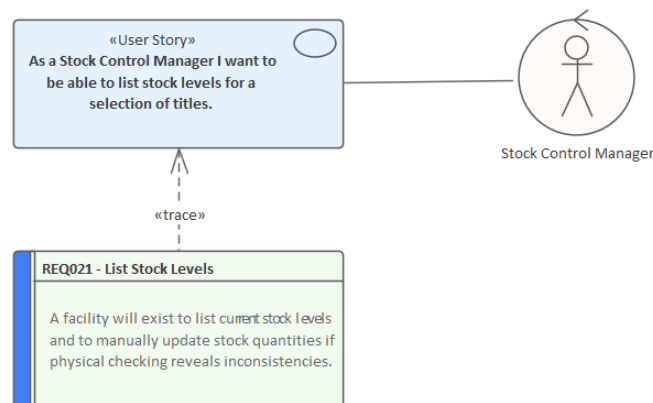 «User Story»
As a Stock Control Manager I want to
be able to list stock levels for a
selection of titles.
Stock Control Manager
«trace»
REQ021 - List Stock Levels
A facility will exist to list current stock levels
and to manually update stock quantities if
physical checking reveals inconsistencies.